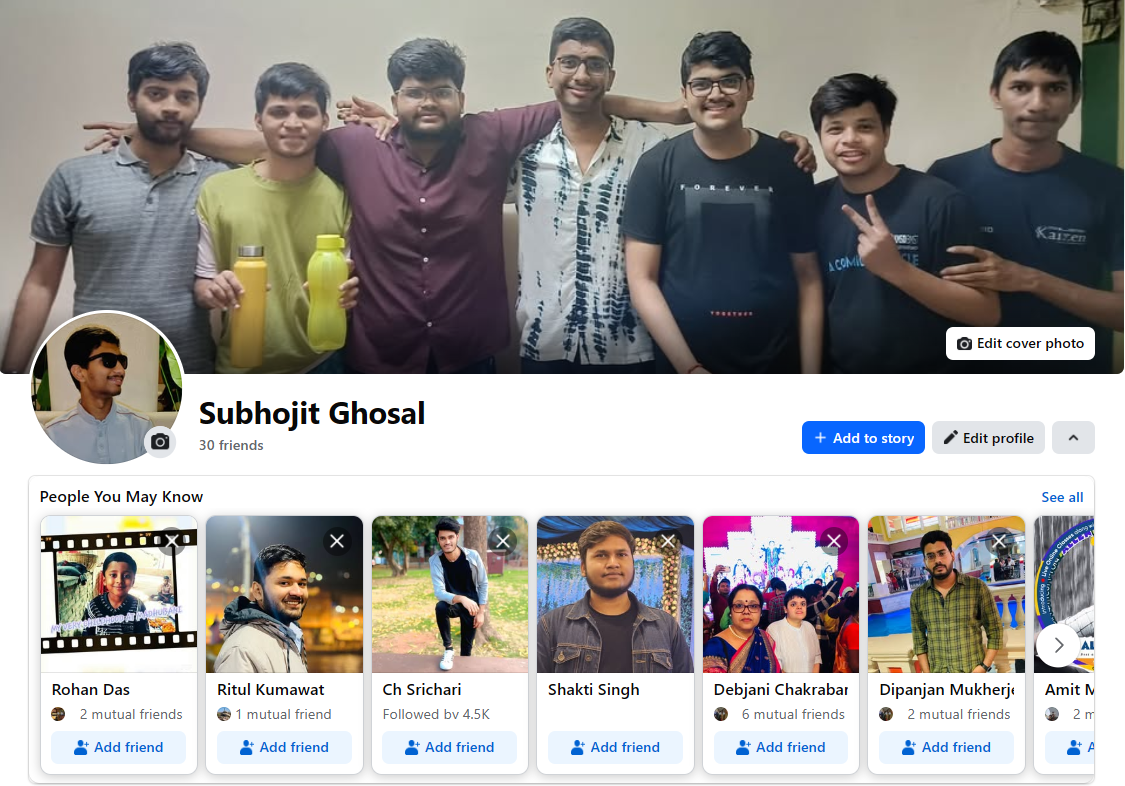 FOREVER
TOGETHER
Kaizen
Edit cover photo
Subhojit Ghosal
30 friends
+ Add to story
Edit profile
People You May Know
See all
Rohan Das
2 mutual friends
Add friend
Ritul Kumawat
1 mutual friend
Add friend
Ch Srichari
Followed by 4.5K
Add friend
Shakti Singh
Add friend
Debjani Chakrabar
6 mutual friends
Add friend
Dipanjan Mukherje
2 mutual friends
Add friend
Amit M
2 m
A